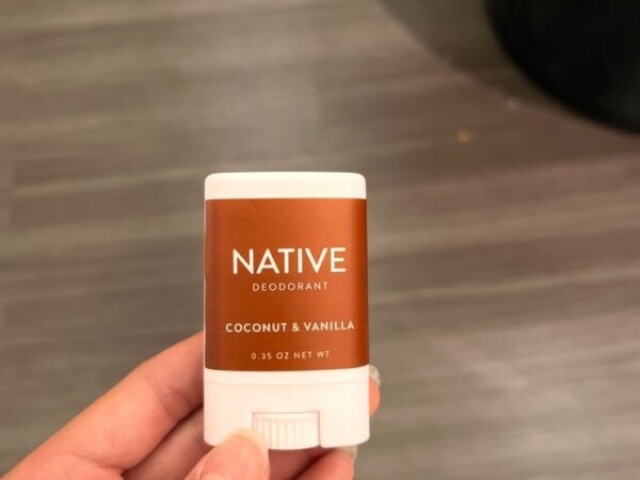 NATIVE
DEODORANT
COCONUT & VANILLA
0.35 OZ NET WT